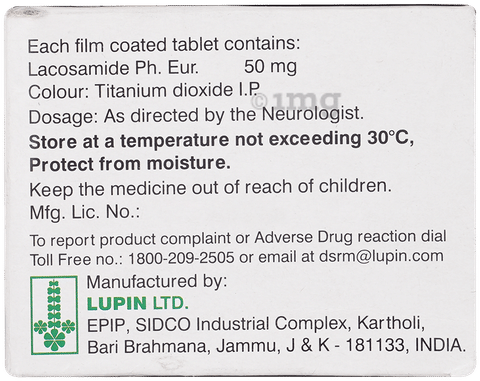 Each film coated tablet contains:
Lacosamide Ph. Eur. 50 mg
Colour: Titanium dioxide I.P.
1mg
Dosage: As directed by the Neurologist.
Store at a temperature not exceeding 30°C,
Protect from moisture.
Keep the medicine out of reach of children.
Mfg. Lic. No.:
To report product complaint or Adverse Drug reaction dial
Toll Free no.: 1800-209-2505 or email at dsrm@lupin.com
Manufactured by:
LUPIN LTD.
EPIP, SIDCO Industrial Complex, Kartholi,
Bari Brahmana, Jammu, J & K - 181133, INDIA.